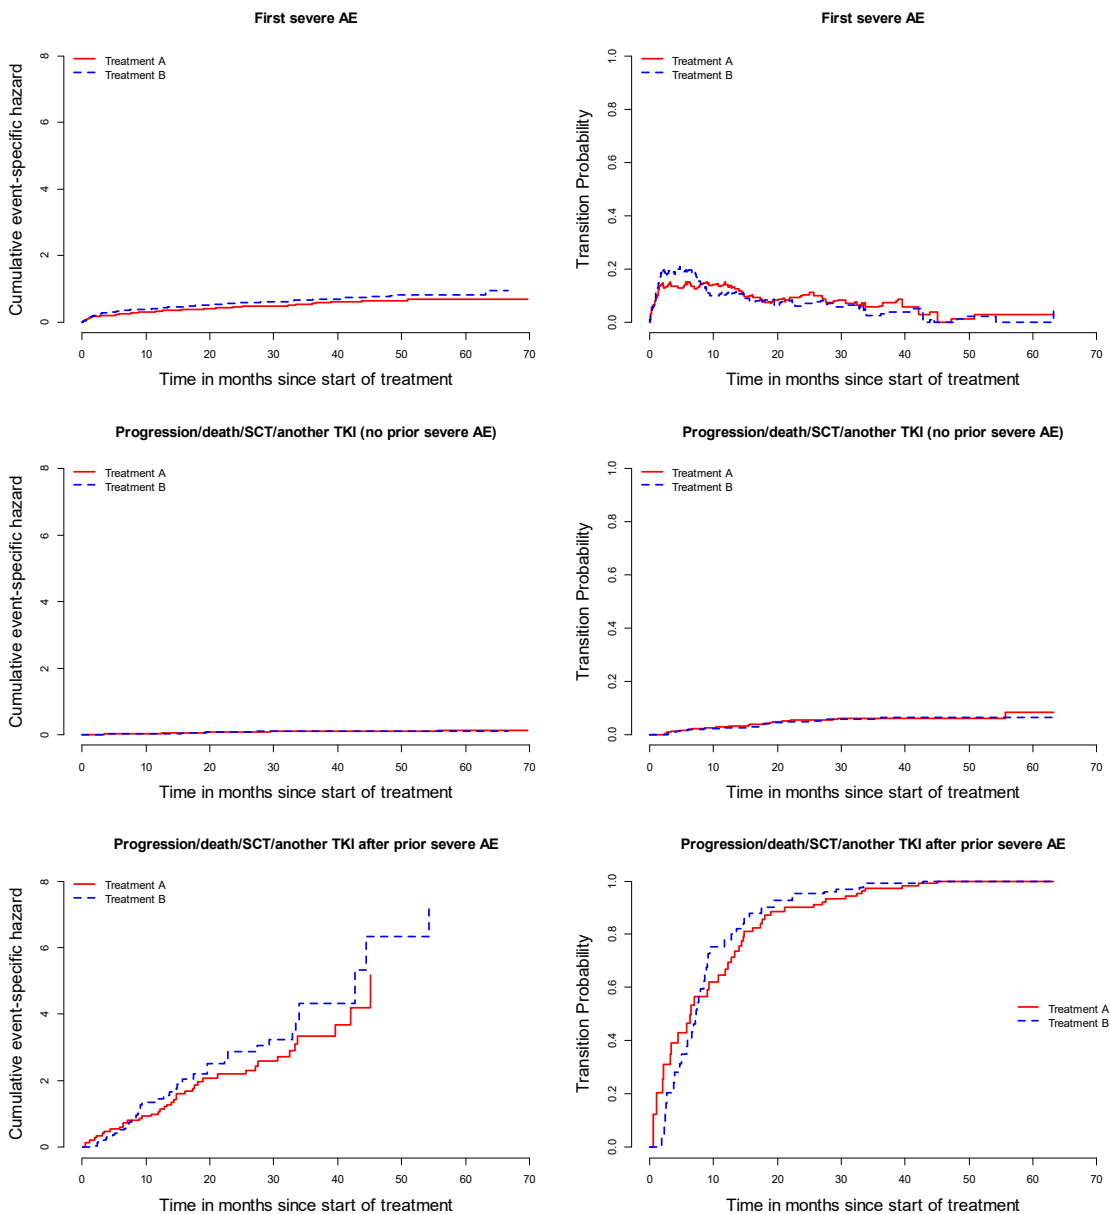 First severe AE
Cumulative event-specific hazard
8
6
4
2
0
Treatment A
Treatment B
0 10 20 30 40 50 60 70
Time in months since start of treatment
First severe AE
Transition Probability
1.0
0.8
0.6
0.4
0.2
0.0
Treatment A
Treatment B
0 10 20 30 40 50 60 70
Time in months since start of treatment
Progression/death/SCT/another TKI (no prior severe AE)
Cumulative event-specific hazard
8
6
4
2
0
Treatment A
Treatment B
0 10 20 30 40 50 60 70
Time in months since start of treatment
Progression/death/SCT/another TKI (no prior severe AE)
Transition Probability
1.0
0.8
0.6
0.4
0.2
0.0
Treatment A
Treatment B
0 10 20 30 40 50 60 70
Time in months since start of treatment
Progression/death/SCT/another TKI after prior severe AE
Cumulative event-specific hazard
8
6
4
2
0
Treatment A
Treatment B
0 10 20 30 40 50 60 70
Time in months since start of treatment
Progression/death/SCT/another TKI after prior severe AE
Transition Probability
1.0
0.8
0.6
0.4
0.2
0.0
Treatment A
Treatment B
0 10 20 30 40 50 60 70
Time in months since start of treatment